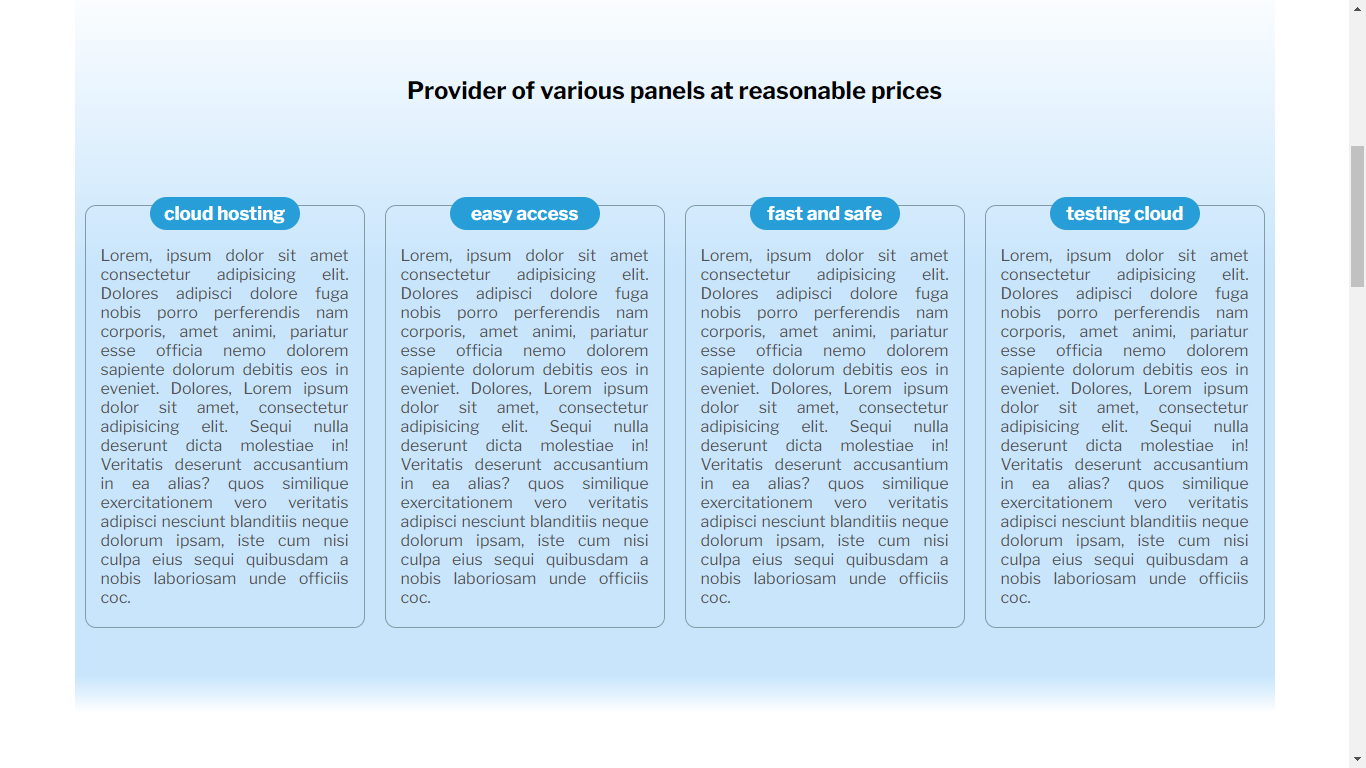 Provider of various panels at reasonable prices
cloud hosting
Lorem, ipsum dolor sit amet
consectetur adipisicing elit.
Dolores adipisci dolore fuga
nobis porro perferendis nam
corporis, amet animi, pariatur
esse officia nemo dolorem
sapiente dolorum debitis eos in
eveniet. Dolores, Lorem ipsum
dolor sit amet, consectetur
adipisicing elit. Sequi nulla
deserunt dicta molestiae in!
Veritatis deserunt accusantium
in ea alias? quos similique
exercitationem vero veritatis
adipisci nesciunt blanditiis neque
dolorum ipsam, iste cum nisi
culpa eius sequi quibusdam a
nobis laboriosam unde officiis
coc.
easy access
Lorem, ipsum dolor sit amet
consectetur adipisicing elit.
Dolores adipisci dolore fuga
nobis porro perferendis nam
corporis, amet animi, pariatur
esse officia nemo dolorem
sapiente dolorum debitis eos in
eveniet. Dolores, Lorem ipsum
dolor sit amet, consectetur
adipisicing elit. Sequi nulla
deserunt dicta molestiae in!
Veritatis deserunt accusantium
in ea alias? quos similique
exercitationem vero veritatis
adipisci nesciunt blanditiis neque
dolorum ipsam, iste cum nisi
culpa eius sequi quibusdam a
nobis laboriosam unde officiis
coc.
fast and safe
Lorem, ipsum dolor sit amet
consectetur adipisicing elit.
Dolores adipisci dolore fuga
nobis porro perferendis nam
corporis, amet animi, pariatur
esse officia nemo dolorem
sapiente dolorum debitis eos in
eveniet. Dolores, Lorem ipsum
dolor sit amet, consectetur
adipisicing elit. Sequi nulla
deserunt dicta molestiae in!
Veritatis deserunt accusantium
in ea alias? quos similique
exercitationem vero veritatis
adipisci nesciunt blanditiis neque
dolorum ipsam, iste cum nisi
culpa eius sequi quibusdam a
nobis laboriosam unde officiis
coc.
testing cloud
Lorem, ipsum dolor sit amet
consectetur adipisicing elit.
Dolores adipisci dolore fuga
nobis porro perferendis nam
corporis, amet animi, pariatur
esse officia nemo dolorem
sapiente dolorum debitis eos in
eveniet. Dolores, Lorem ipsum
dolor sit amet, consectetur
adipisicing elit. Sequi nulla
deserunt dicta molestiae in!
Veritatis deserunt accusantium
in ea alias? quos similique
exercitationem vero veritatis
adipisci nesciunt blanditiis neque
dolorum ipsam, iste cum nisi
culpa eius sequi quibusdam a
nobis laboriosam unde officiis
coc.